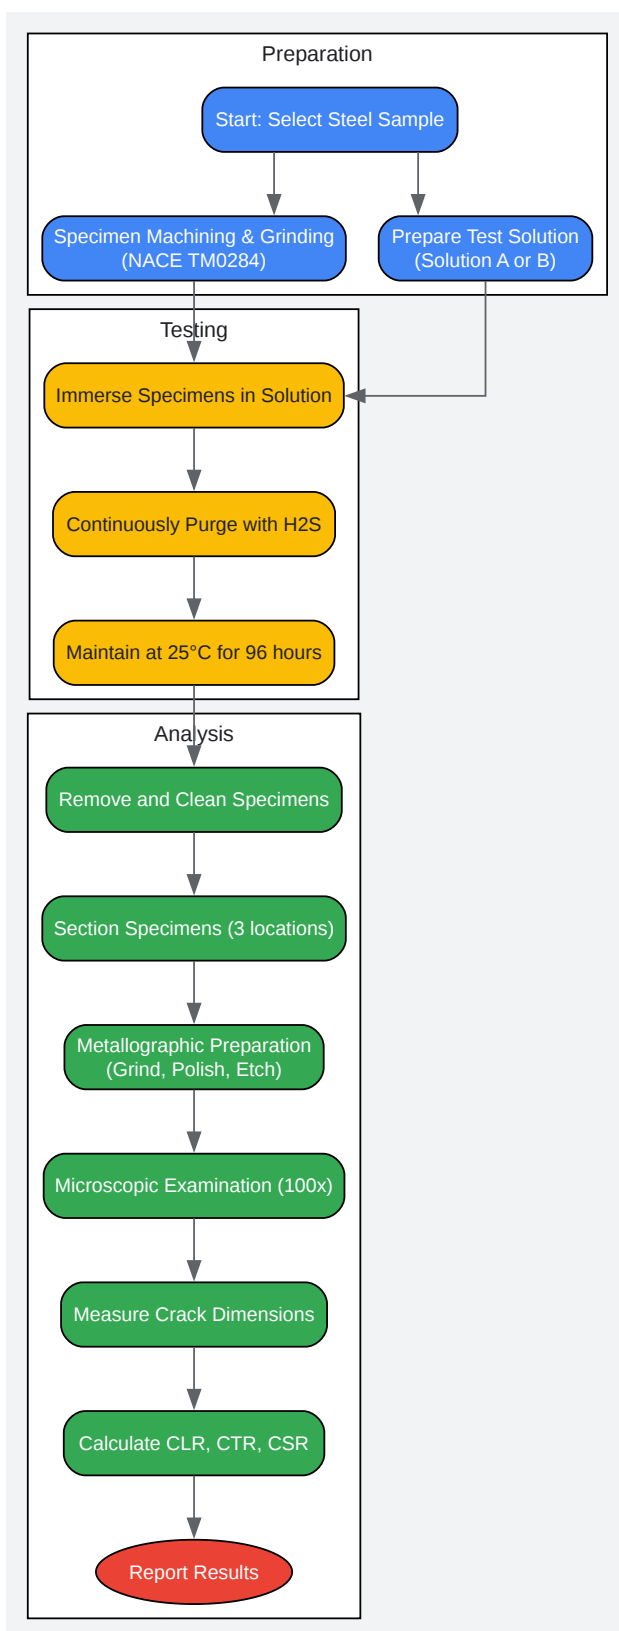 Preparation
Start: Select Steel Sample
Specimen Machining & Grinding
(NACE TM0284)
Prepare Test Solution
(Solution A or B)
Testing
Immerse Specimens in Solution
Continuously Purge with H2S
Maintain at 25°C for 96 hours
Analysis
Remove and Clean Specimens
Section Specimens (3 locations)
Metallographic Preparation
(Grind, Polish, Etch)
Microscopic Examination (100x)
Measure Crack Dimensions
Calculate CLR, CTR, CSR
Report Results